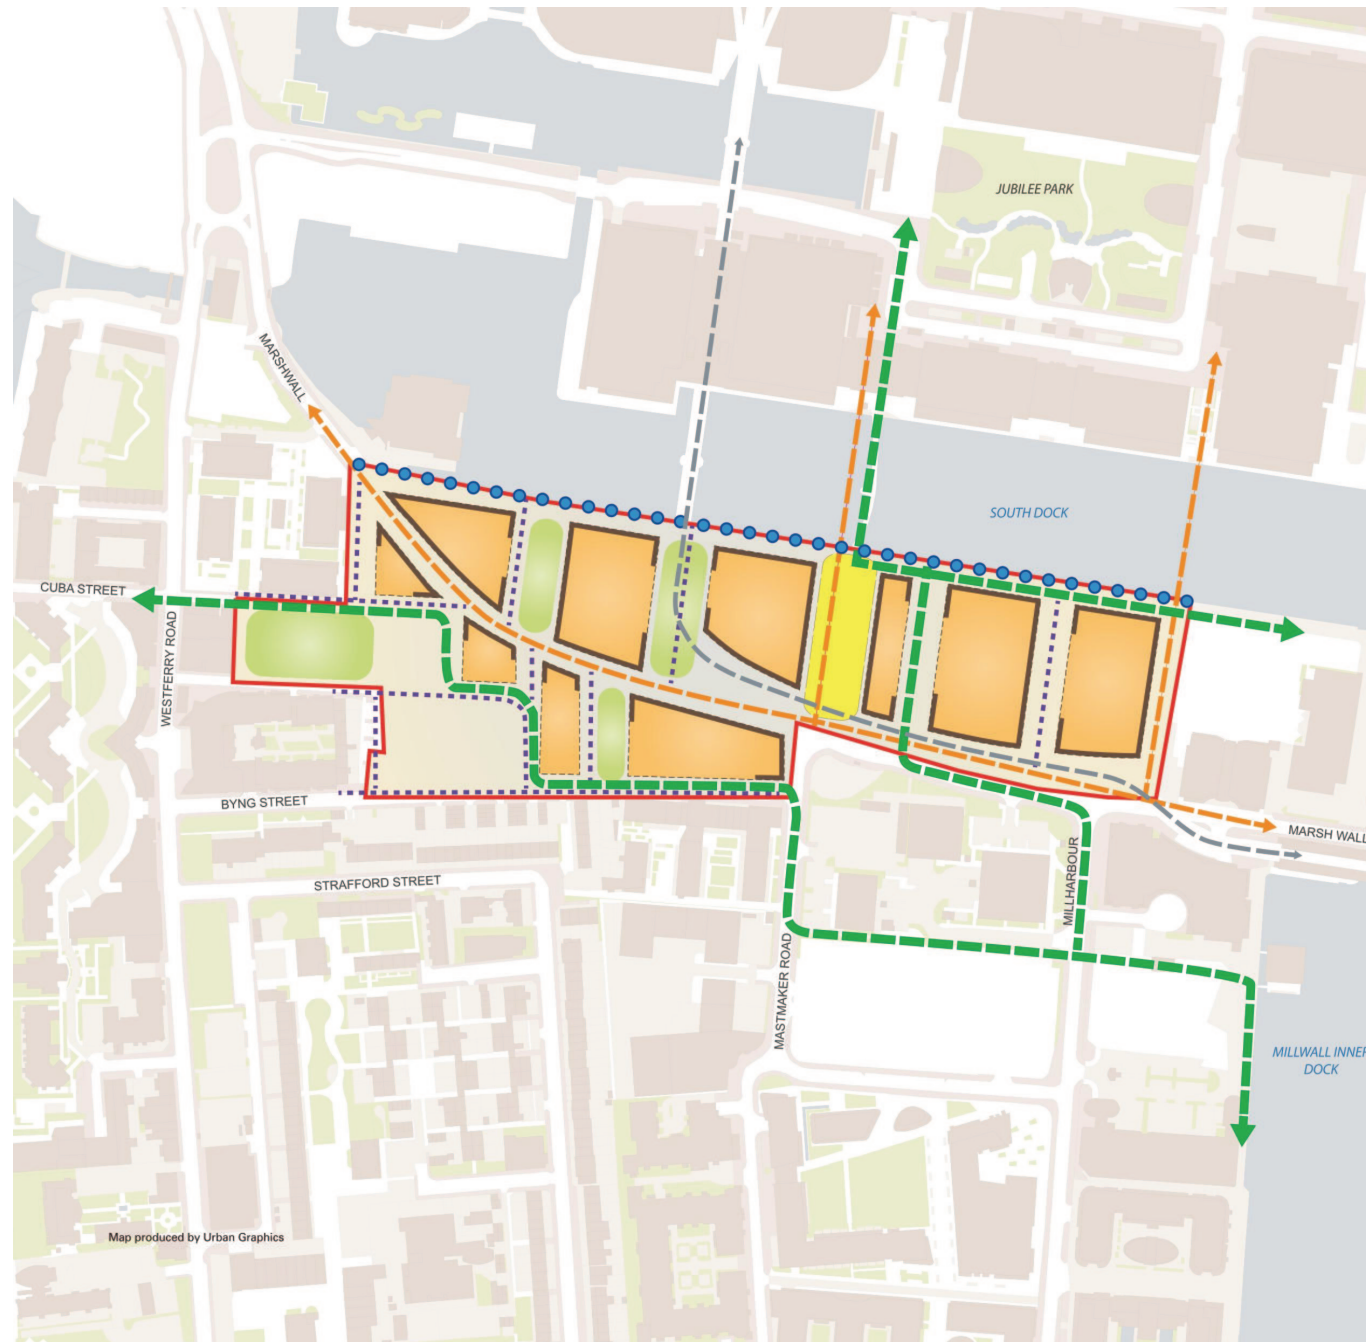 JUBILEE PARK
MARSHWALL
SOUTH DOCK
CUBA STREET
WESTFERRY ROAD
BYNG STREET
MARSH WALL
MILLHARBOUR
STRAFFORD STREET
MASTMAKER ROAD
MILLWALL INNER
DOCK
Map produced by Urban Graphics